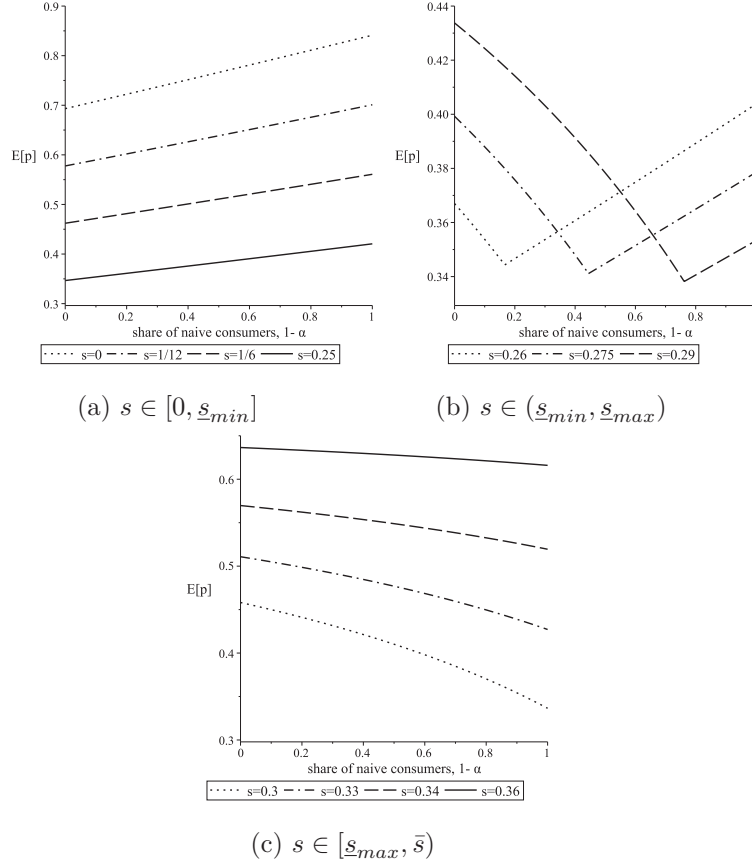 0.9
0.8
0.7
0.6
E[p]
0.5
0.4
0.3
0 0.2 0.4 0.6 0.8 1
share of naive consumers, 1- α
s=0 s=1/12 s=1/6 s=0.25
(a) s ∈ [0, s_min]
0.44
0.42
0.40
E[p]
0.38
0.36
0.34
0 0.2 0.4 0.6 0.8
share of naive consumers, 1- α
s=0.26 s=0.275 s=0.29
(b) s ∈ (s_min, s_max)
0.6
0.5
E[p]
0.4
0.3
0 0.2 0.4 0.6 0.8 1
share of naive consumers, 1- α
s=0.3 s=0.33 s=0.34 s=0.36
(c) s ∈ [s_max, s̄)